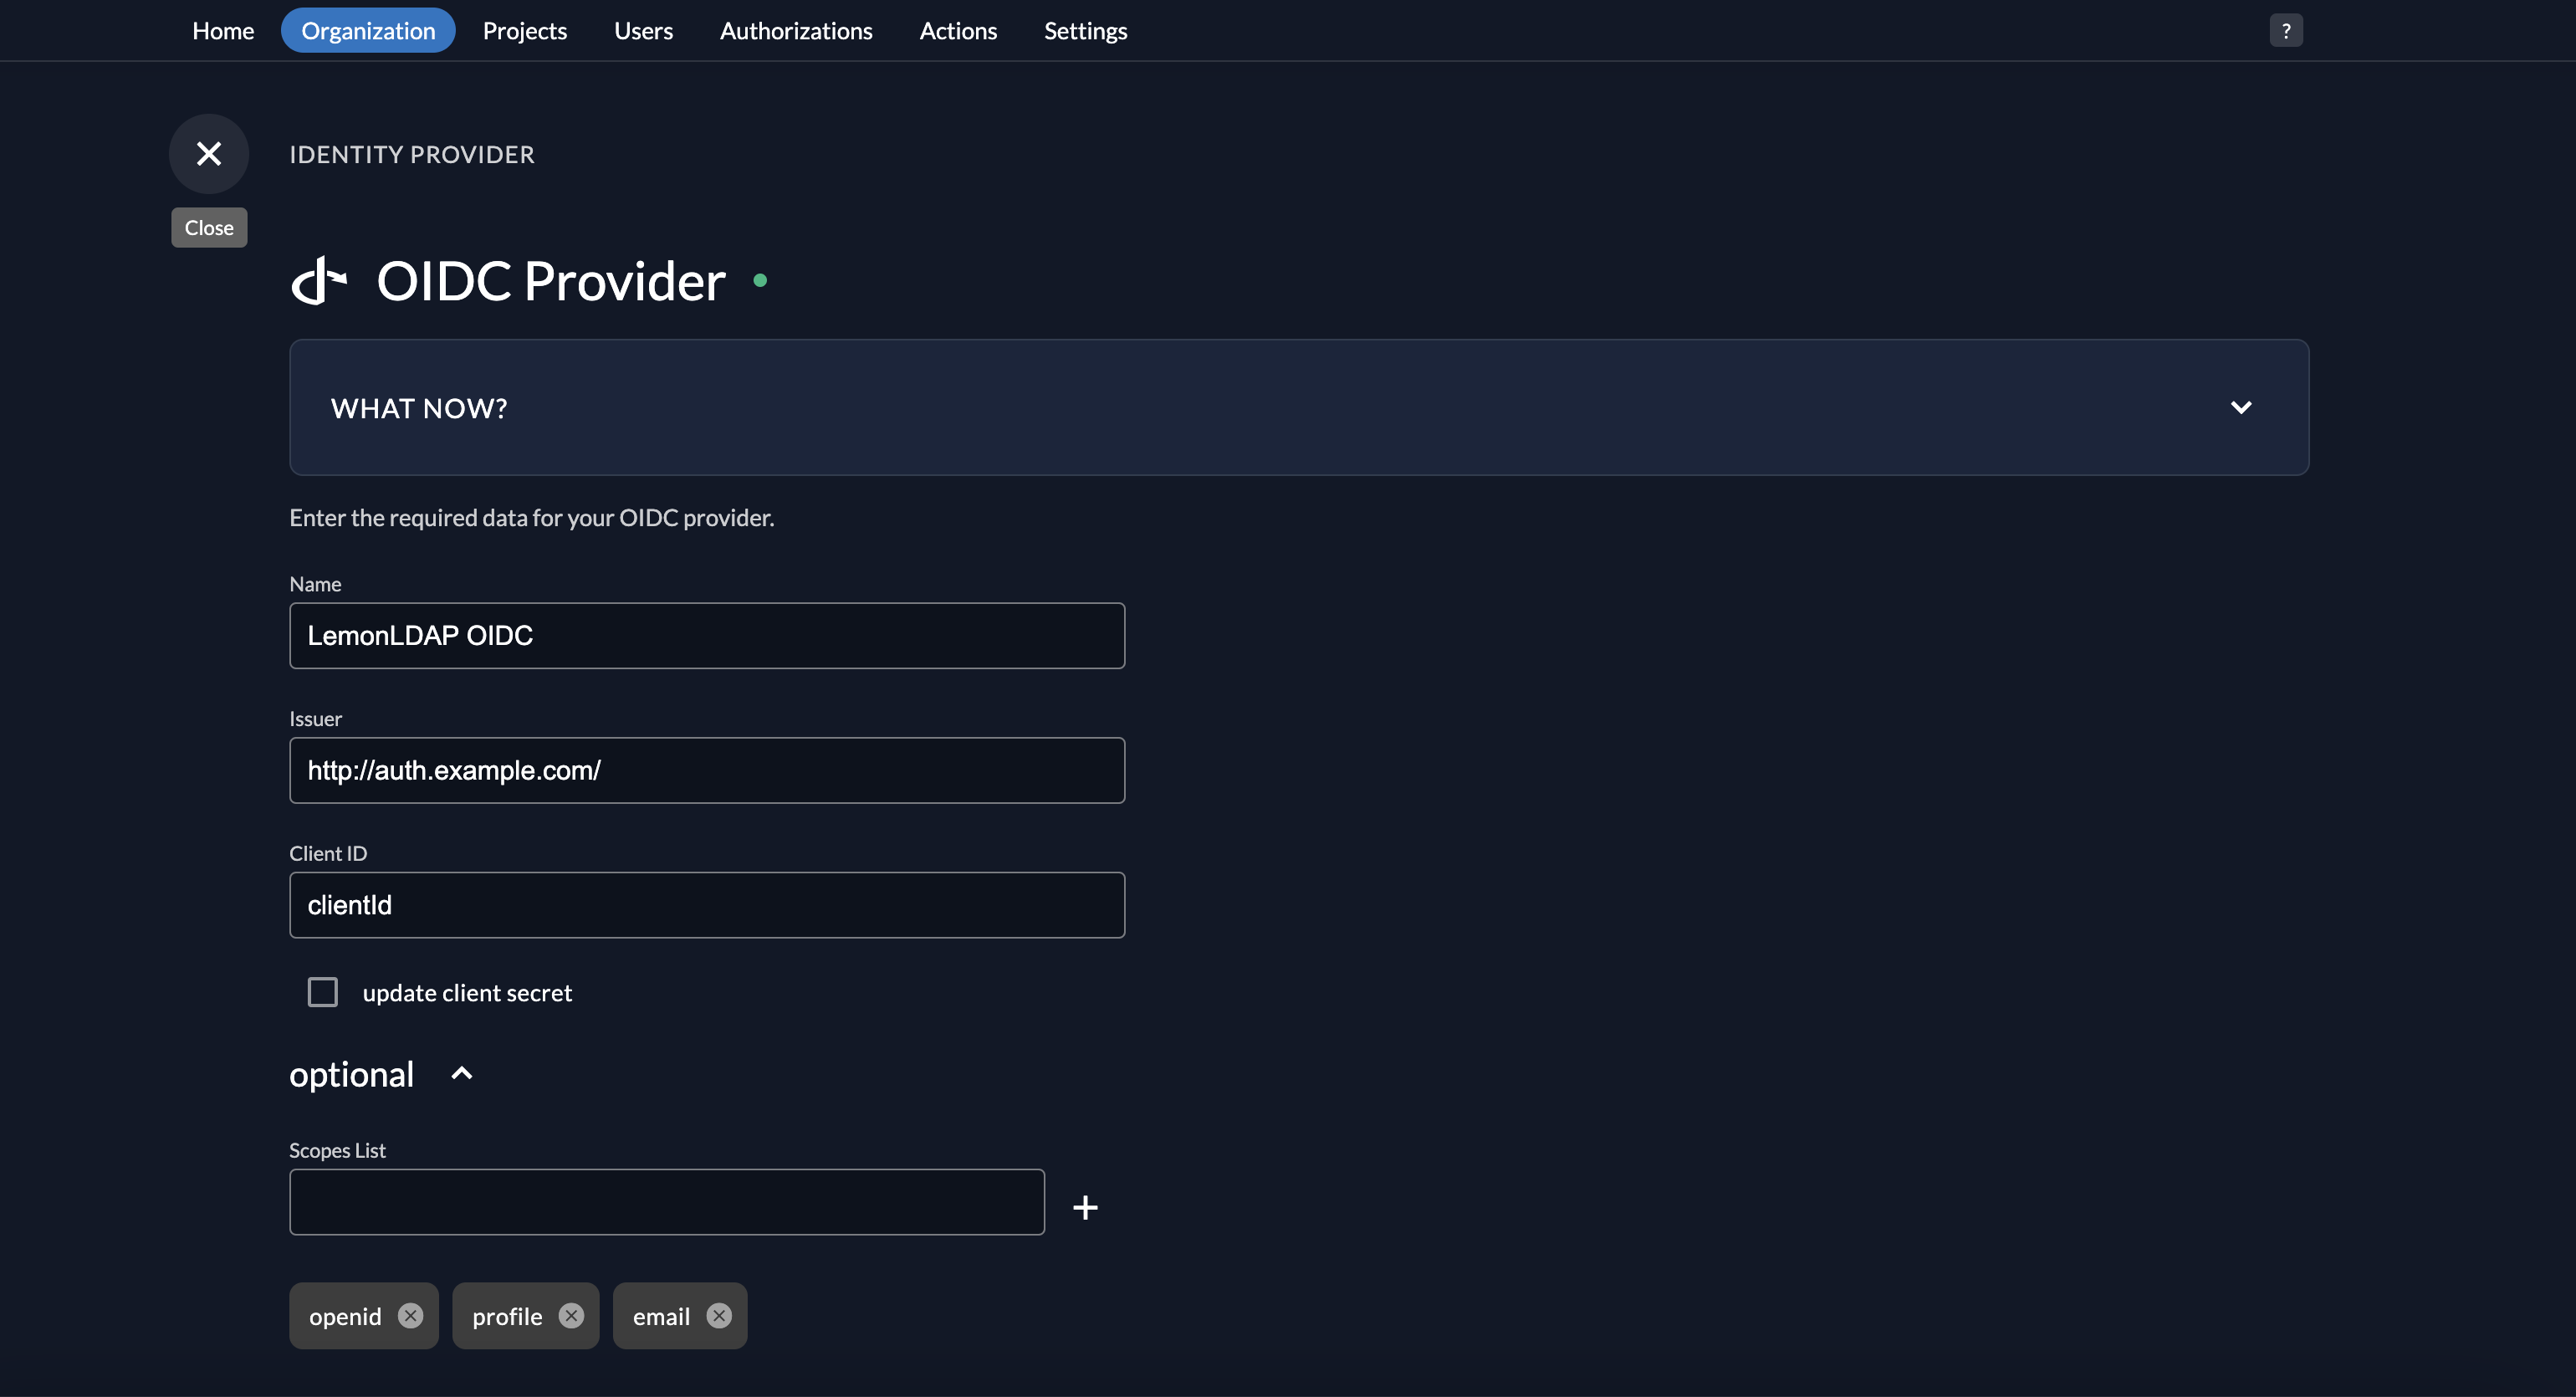 Home Organization Projects Users Authorizations Actions Settings ?
IDENTITY PROVIDER
Close
OIDC Provider
WHAT NOW?
Enter the required data for your OIDC provider.
Name
LemonLDAP OIDC
Issuer
http://auth.example.com/
Client ID
clientId
update client secret
optional
Scopes List
openid profile email